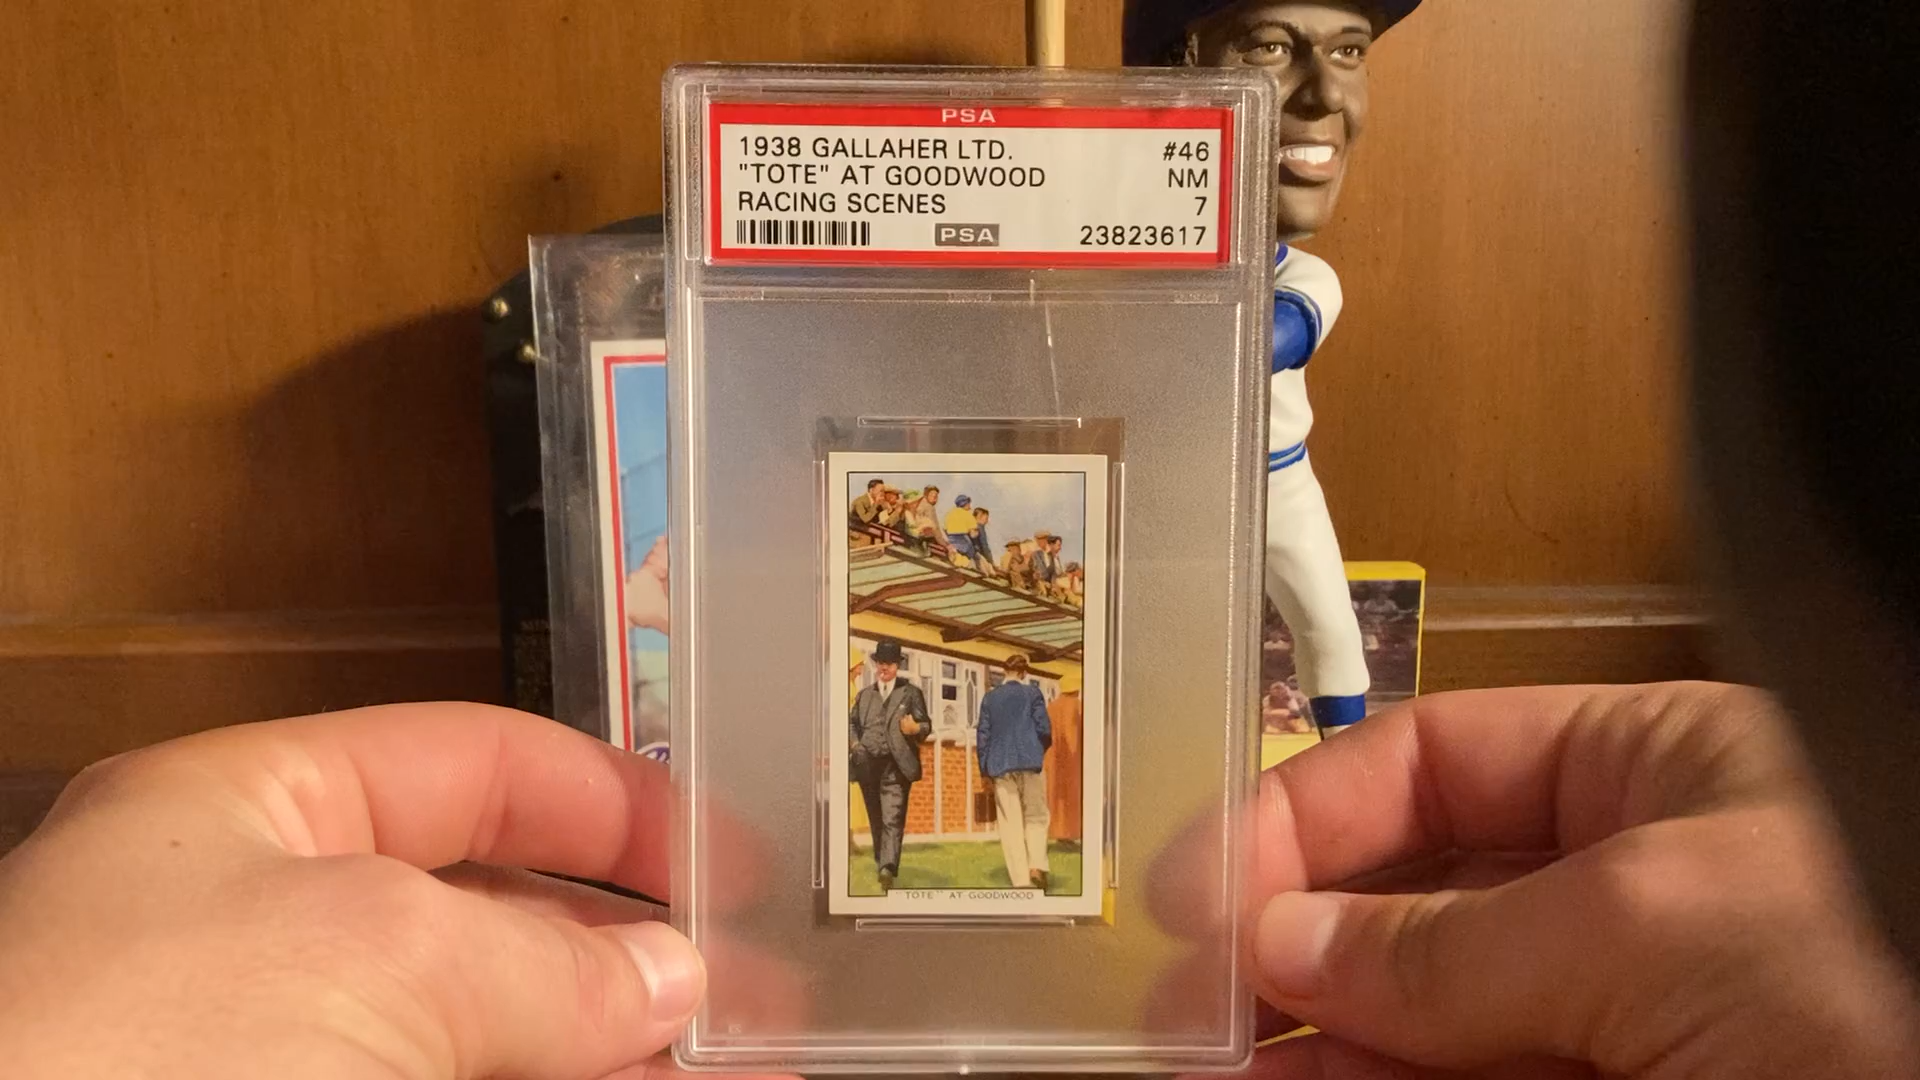 PSA
1938 GALLAHER LTD. #46
"TOTE" AT GOODWOOD NM
RACING SCENES 7
PSA 23823617
"TOTE" AT GOODWOOD